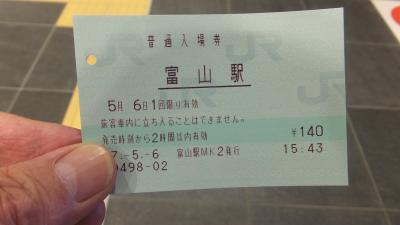 普通入場券
富山駅
5月 6日1回限り有効
旅客車内に立ち入ることはできません。
発売時刻から2時間以内有効 ¥140
7.-5.-6 富山駅MK2発行 15:43
0498-02